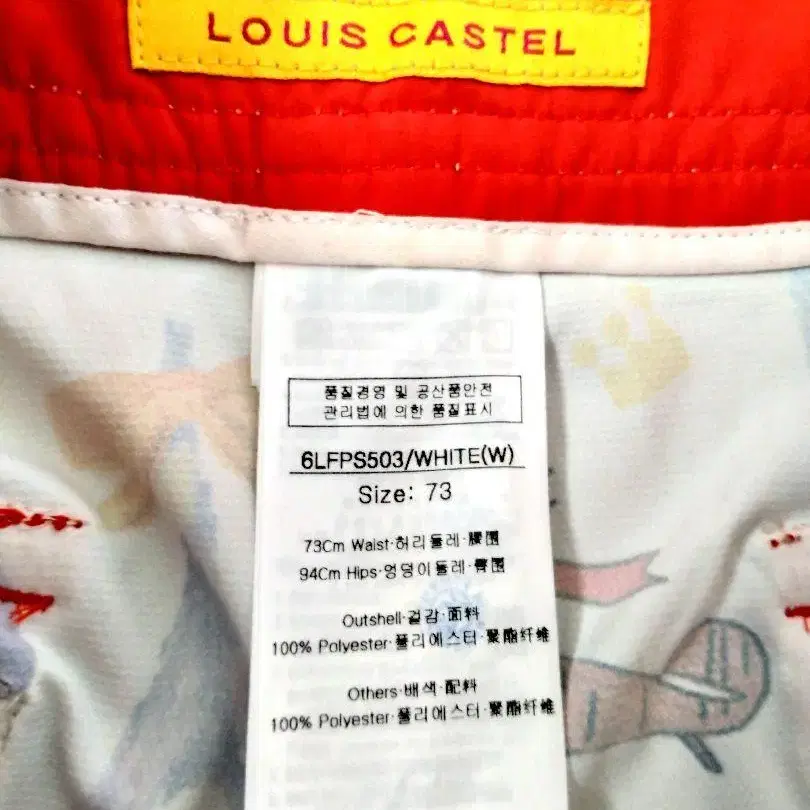 LOUIS CASTEL
품질경영 및 공산품안전
관리법에 의한 품질표시
6LFPS503/WHITE(W)
Size: 73
73Cm Waist·허리둘레·腰围
94Cm Hips·엉덩이둘레·臀围
Outshell·겉감·面料
100% Polyester·폴리에스터·聚酯纤维
Others·배색·配料
100% Polyester·폴리에스터·聚酯纤维